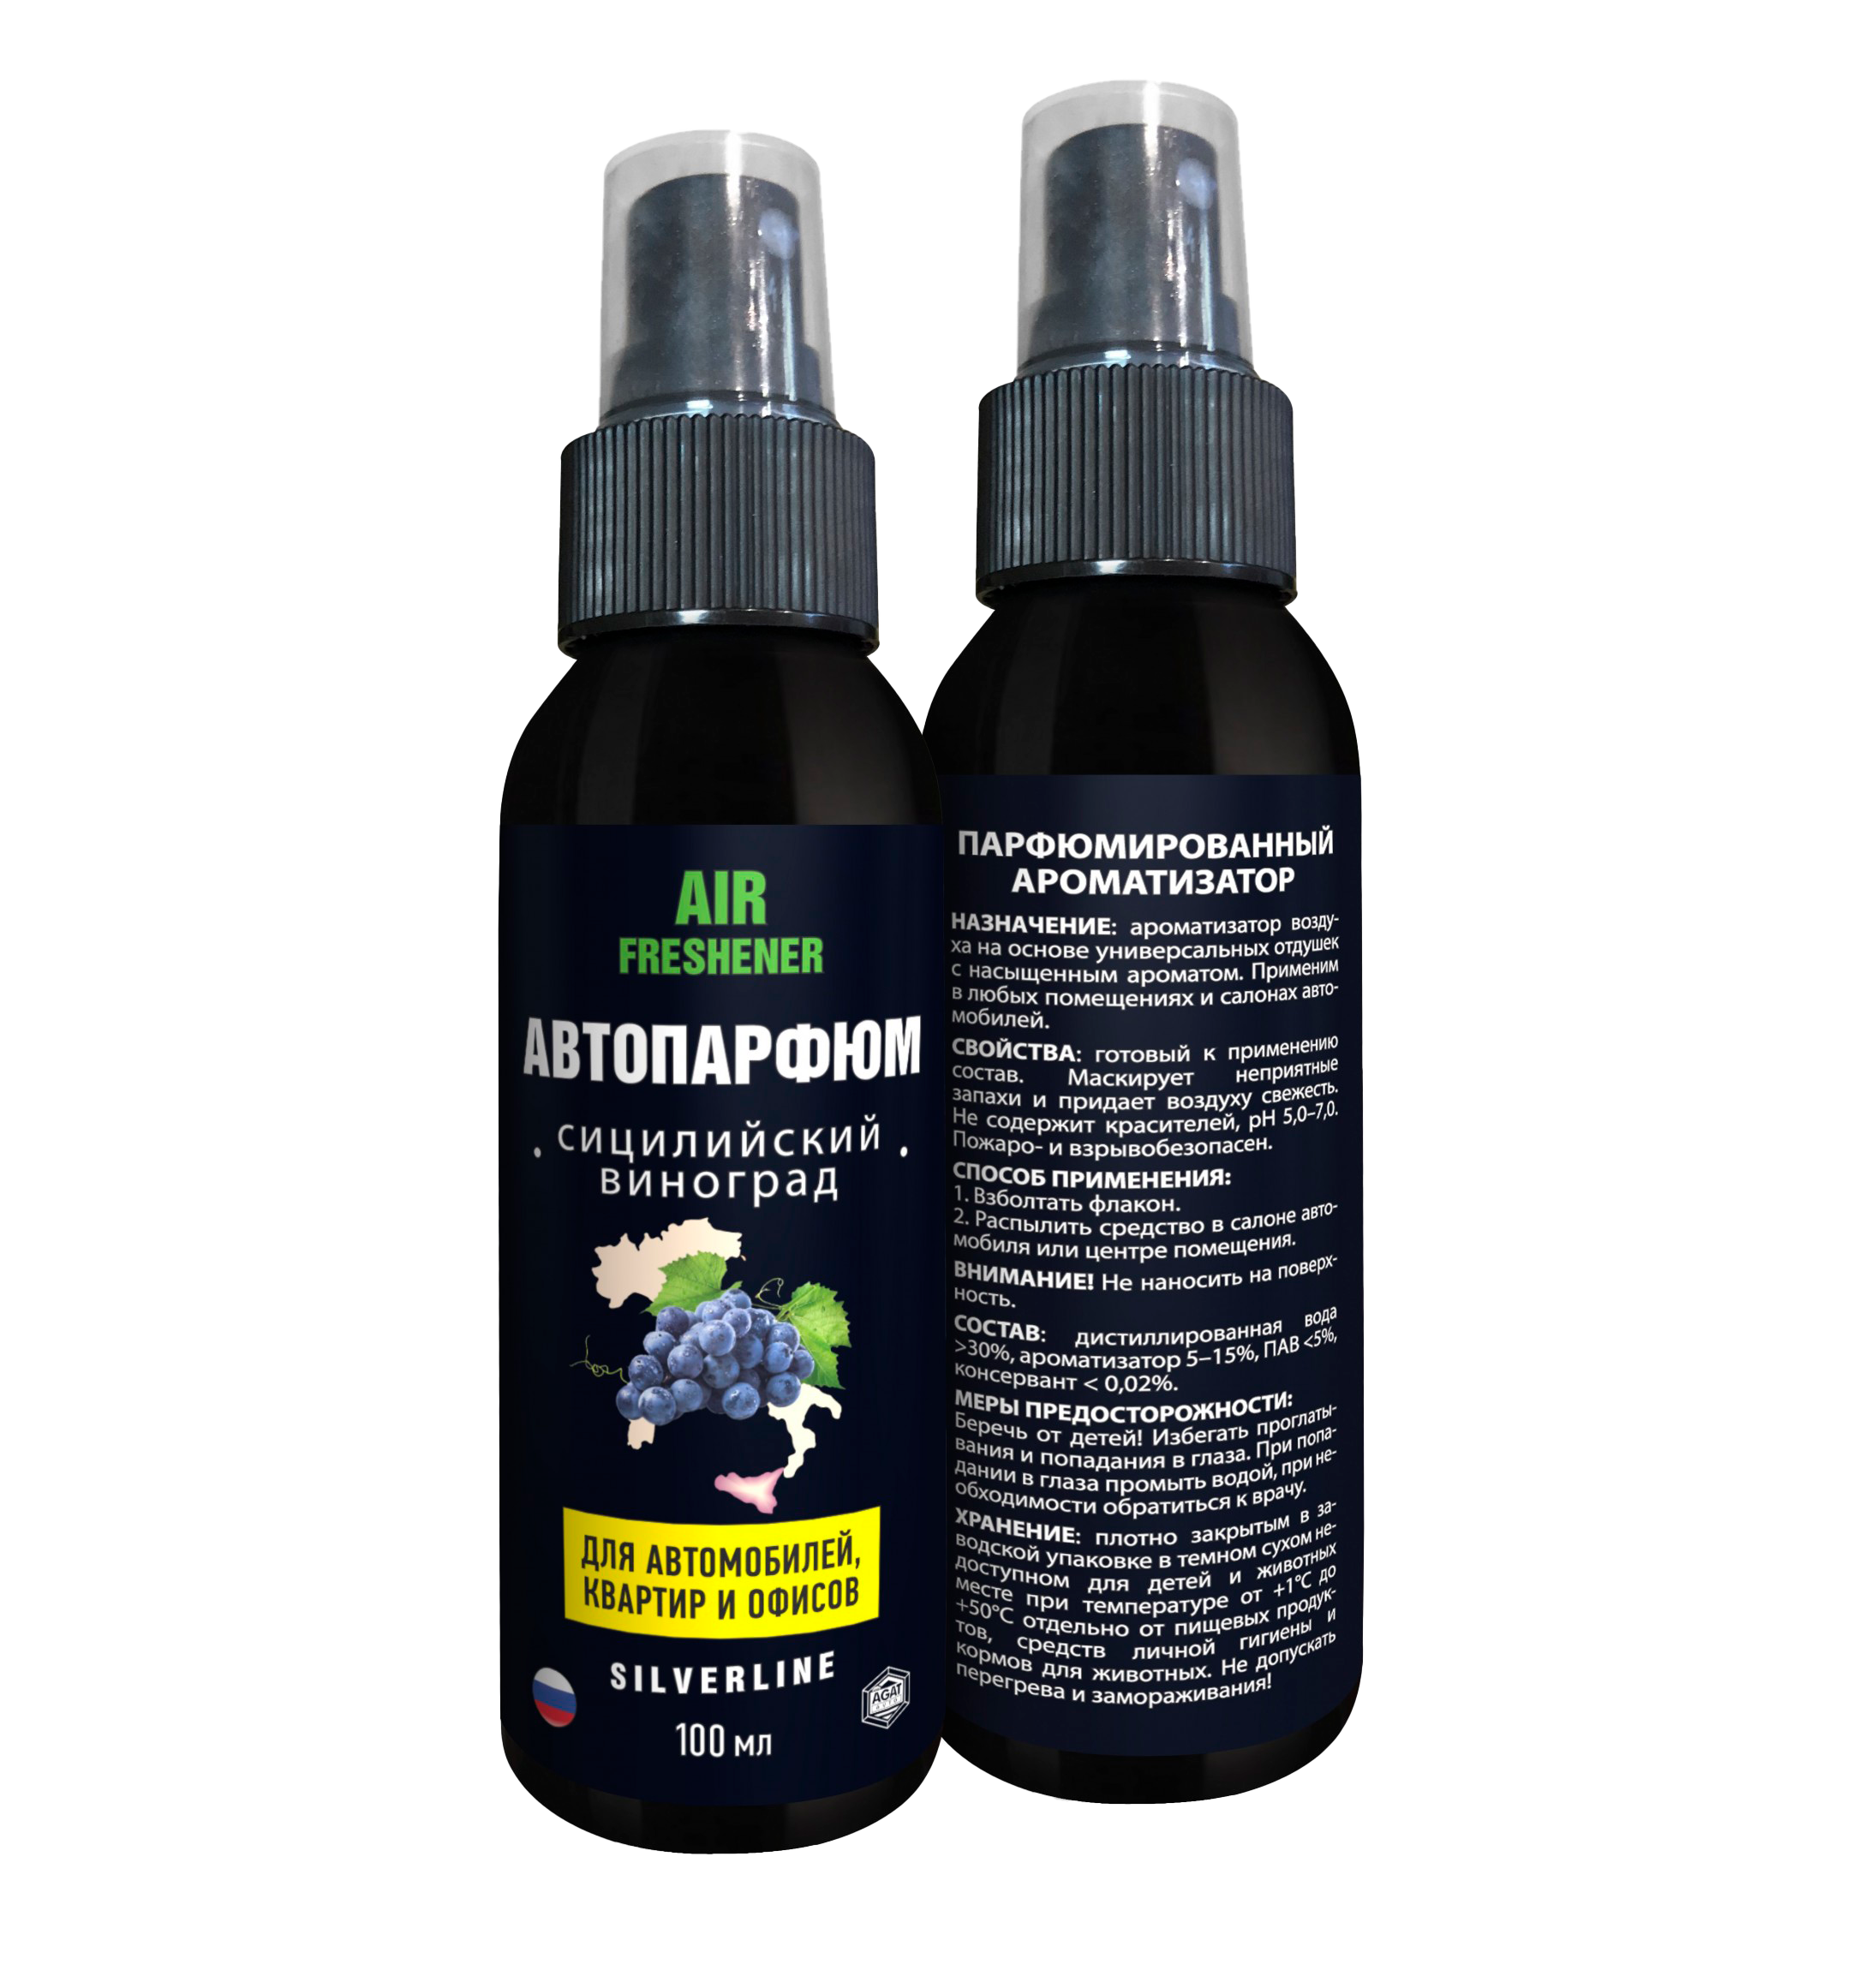 AIR
FRESHENER
АВТОПАРФЮМ
• СИЦИЛИЙСКИЙ •
ВИНОГРАД
ДЛЯ АВТОМОБИЛЕЙ,
КВАРТИР И ОФИСОВ
SILVERLINE
AGAT
100 мл
ПАРФЮМИРОВАННЫЙ
АРОМАТИЗАТОР
НАЗНАЧЕНИЕ: ароматизатор возду-
ха на основе универсальных отдушек
с насыщенным ароматом. Применим
в любых помещениях и салонах авто-
мобилей.
СВОЙСТВА: готовый к применению
состав. Маскирует неприятные
запахи и придает воздуху свежесть.
Не содержит красителей, pH 5,0–7,0.
Пожаро- и взрывобезопасен.
СПОСОБ ПРИМЕНЕНИЯ:
1. Взболтать флакон.
2. Распылить средство в салоне авто-
мобиля или центре помещения.
ВНИМАНИЕ! Не наносить на поверх-
ность.
СОСТАВ: дистиллированная вода
>30%, ароматизатор 5–15%, ПАВ <5%,
консервант < 0,02%.
МЕРЫ ПРЕДОСТОРОЖНОСТИ:
Беречь от детей! Избегать проглаты-
вания и попадания в глаза. При попа-
дании в глаза промыть водой, при не-
обходимости обратиться к врачу.
ХРАНЕНИЕ: плотно закрытым в за-
водской упаковке в темном сухом не-
доступном для детей и животных
месте при температуре от +1°C до
+50°C отдельно от пищевых продук-
тов, средств личной гигиены и
кормов для животных. Не допускать
перегрева и замораживания!